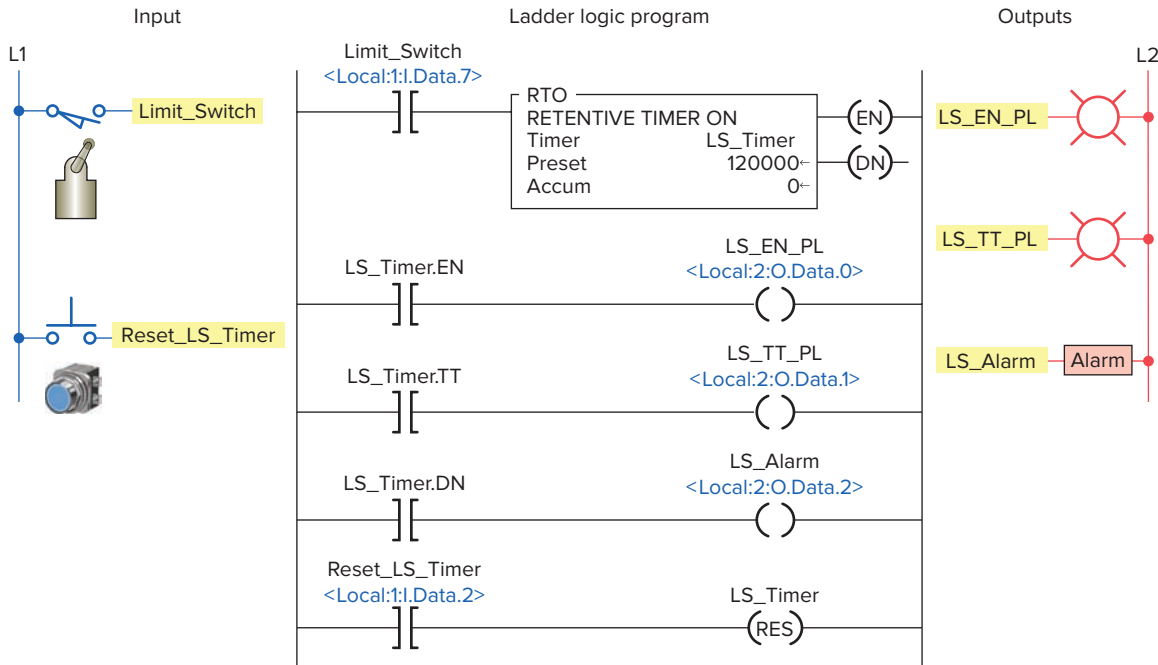 Input
Ladder logic program
Outputs
L1
L2
Limit_Switch
<Local:1:I.Data.7>
Limit_Switch
RTO
RETENTIVE TIMER ON
Timer LS_Timer
Preset 120000←
Accum 0←
EN
DN
LS_EN_PL
LS_TT_PL
LS_Timer.EN
LS_EN_PL
<Local:2:O.Data.0>
Reset_LS_Timer
LS_Timer.TT
LS_TT_PL
<Local:2:O.Data.1>
LS_Alarm
Alarm
LS_Timer.DN
LS_Alarm
<Local:2:O.Data.2>
Reset_LS_Timer
<Local:1:I.Data.2>
LS_Timer
RES